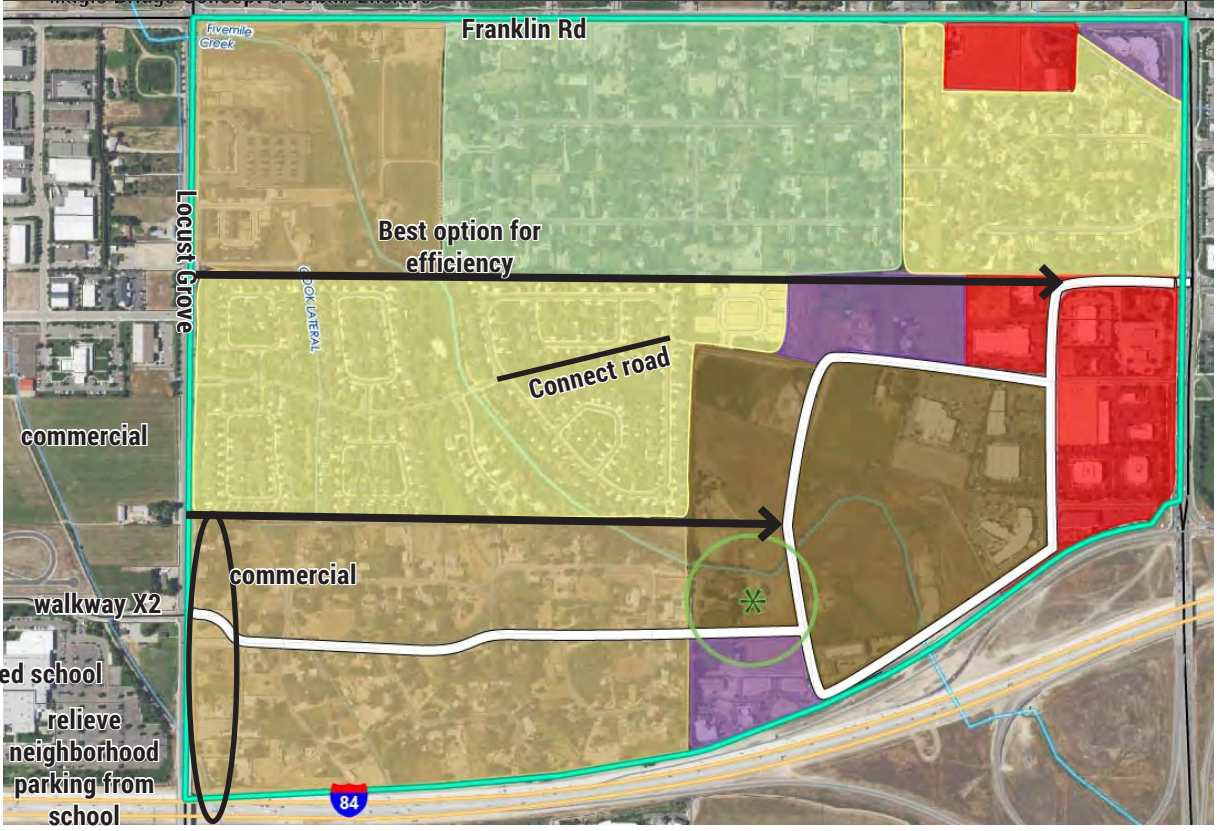 Franklin Rd
Fivemile
Creek
Locust Grove
Best option for
efficiency
LATERAL
Connect road
commercial
commercial
walkway X2
ed school
relieve
neighborhood
parking from
school
84